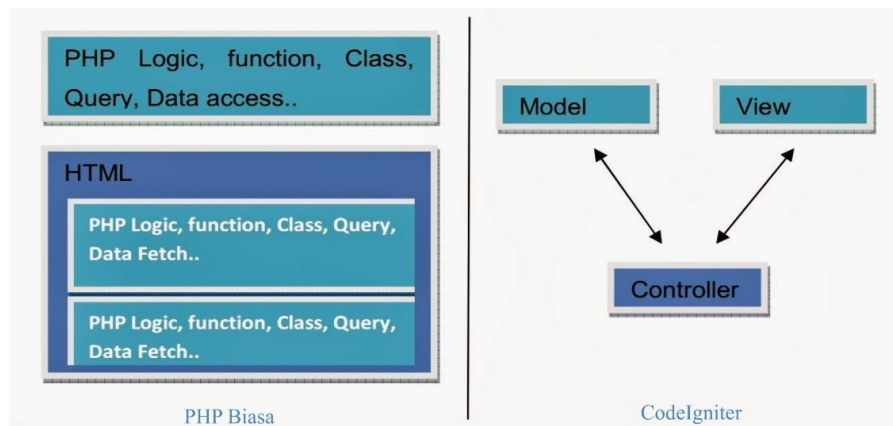 PHP Logic, function, Class,
Query, Data access..
HTML
PHP Logic, function, Class, Query,
Data Fetch..
PHP Logic, function, Class, Query,
Data Fetch..
PHP Biasa
Model
View
Controller
CodeIgniter